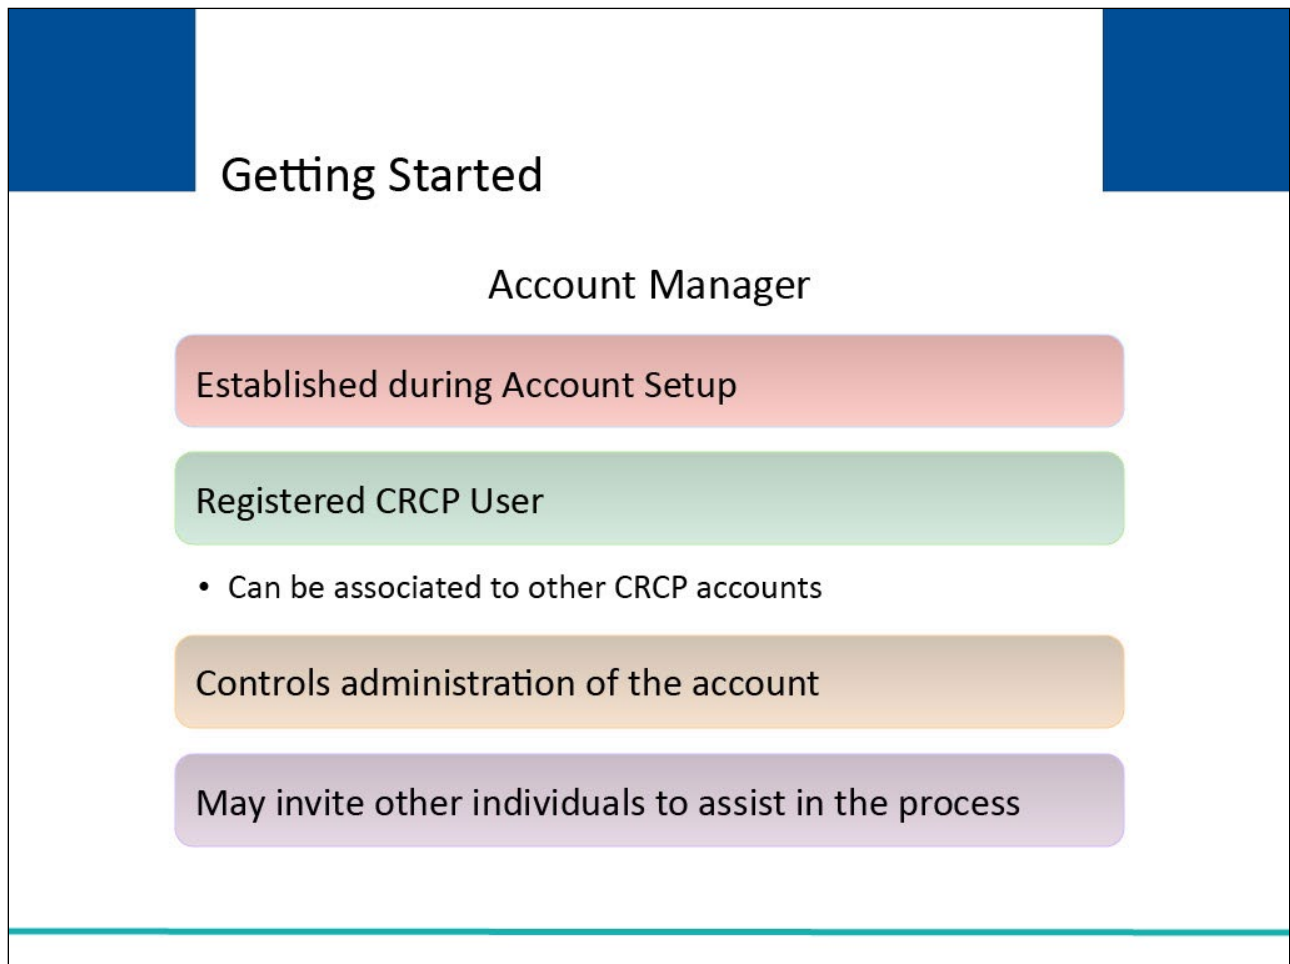 Getting Started
Account Manager
Established during Account Setup
Registered CRCP User
• Can be associated to other CRCP accounts
Controls administration of the account
May invite other individuals to assist in the process